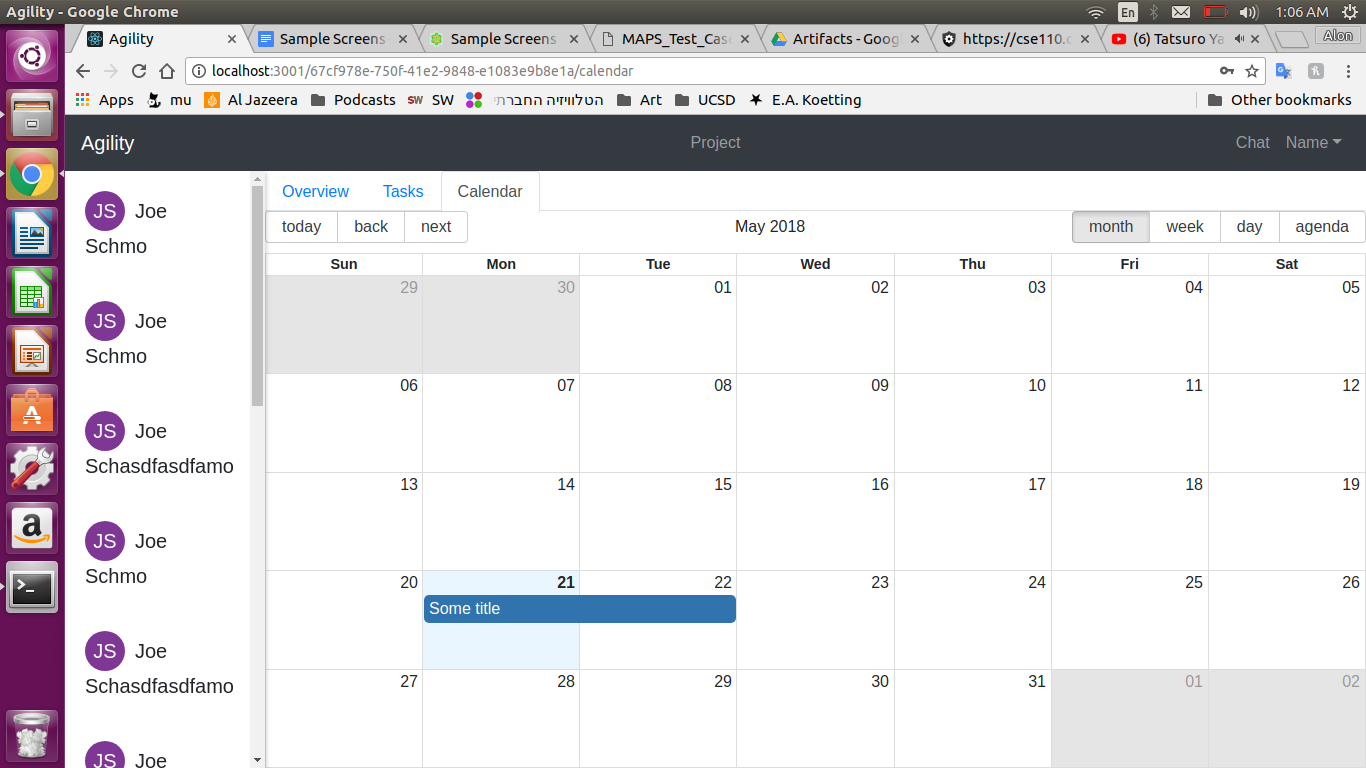 Agility - Google Chrome
En
1:06 AM
Agility
Sample Screens
Sample Screens
MAPS_Test_Cas
Artifacts - Goog
https://cse110.c
(6) Tatsuro Ya
Alon
localhost:3001/67cf978e-750f-41e2-9848-e1083e9b8e1a/calendar
Apps
mu
Al Jazeera
Podcasts
SW
SW
הטלוויזיה החברתי
Art
UCSD
E.A. Koetting
Other bookmarks
Agility
Project
Chat
Name
JS Joe
Schmo
JS Joe
Schmo
JS Joe
Schasdfasdfamo
JS Joe
Schmo
JS Joe
Schasdfasdfamo
JS Joe
Overview Tasks Calendar
today back next
May 2018
month week day agenda
Sun Mon Tue Wed Thu Fri Sat
29 30 01 02 03 04 05
06 07 08 09 10 11 12
13 14 15 16 17 18 19
20 21 22 23 24 25 26
Some title
27 28 29 30 31 01 02